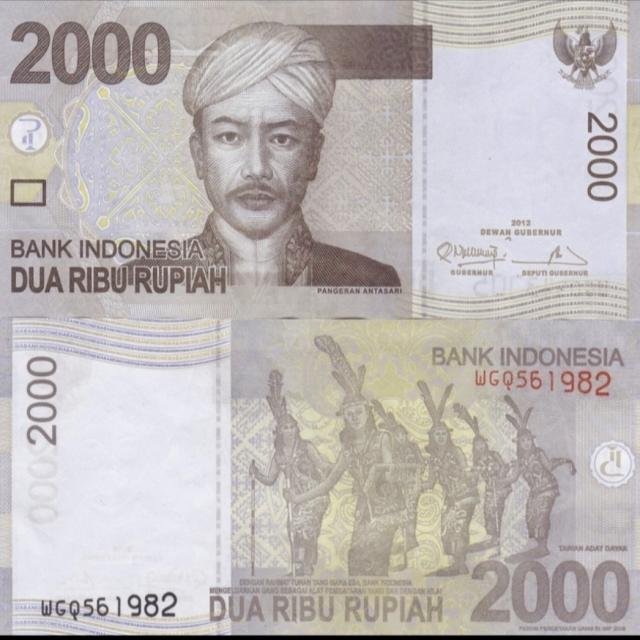 2000
2000
2012
DEWAN GUBERNUR
GUBERNUR DEPUTI GUBERNUR
BANK INDONESIA
DUA RIBU RUPIAH
PANGERAN ANTASARI
BANK INDONESIA
WGQ561982
2000
TARIAN ADAT DAYAK
DENGAN RAHMAT TUHAN YANG MAHA ESA, BANK INDONESIA
MENGELUARKAN UANG SEBAGAI ALAT PEMBAYARAN YANG SAH DENGAN NILAI
WGQ561982
DUA RIBU RUPIAH
2000